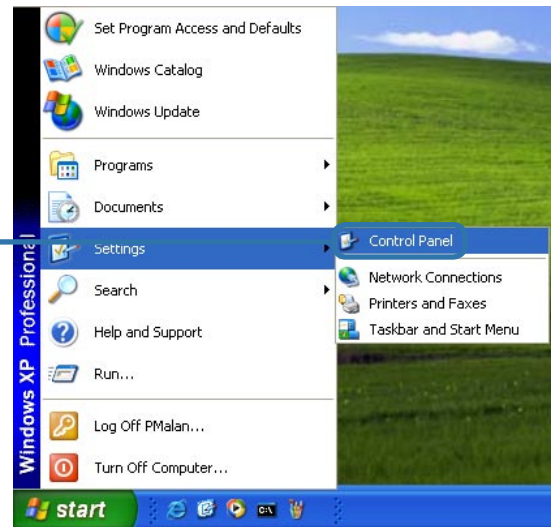 Set Program Access and Defaults
Windows Catalog
Windows Update
Programs
Documents
Settings
Search
Help and Support
Run...
Log Off PMalan...
Turn Off Computer...
Control Panel
Network Connections
Printers and Faxes
Taskbar and Start Menu
Windows XP Professional
start